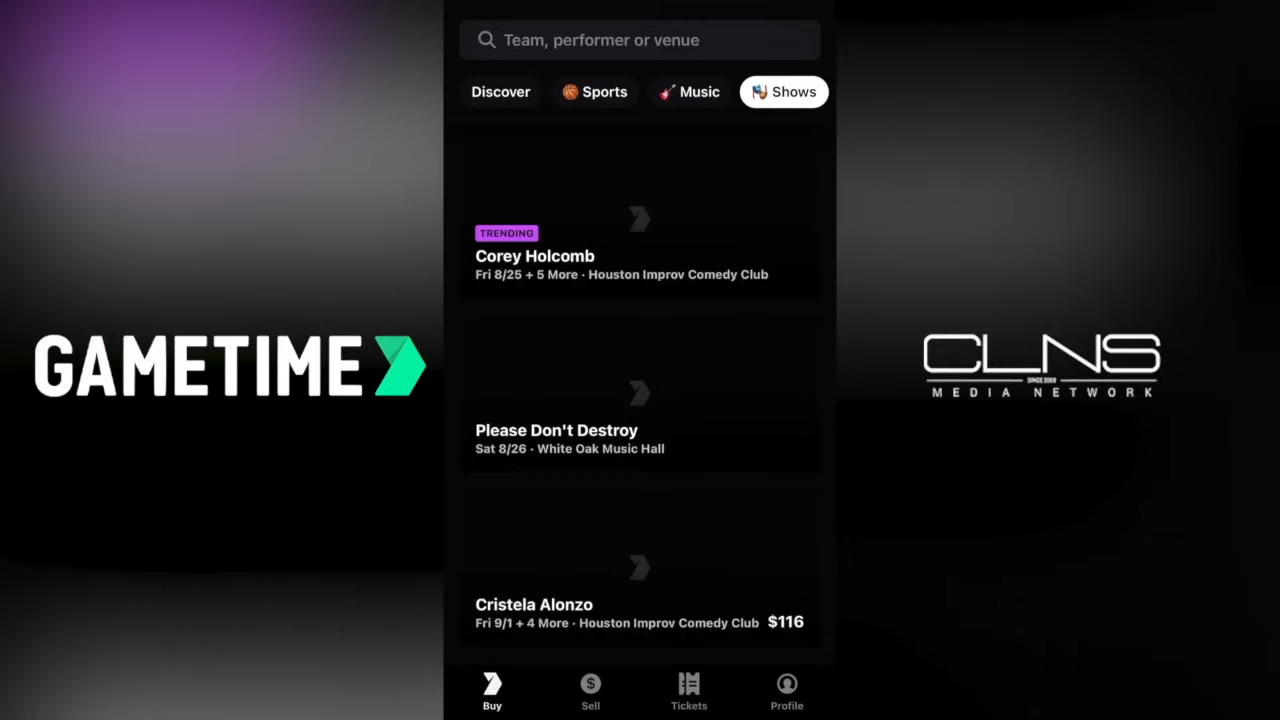 Team, performer or venue
Discover
Sports
Music
Shows
TRENDING
Corey Holcomb
Fri 8/25 + 5 More · Houston Improv Comedy Club
GAMETIME
CLNS
SINCE 2009
MEDIA NETWORK
Please Don't Destroy
Sat 8/26 · White Oak Music Hall
Cristela Alonzo
Fri 9/1 + 4 More · Houston Improv Comedy Club $116
Buy
$
Sell
Tickets
Profile